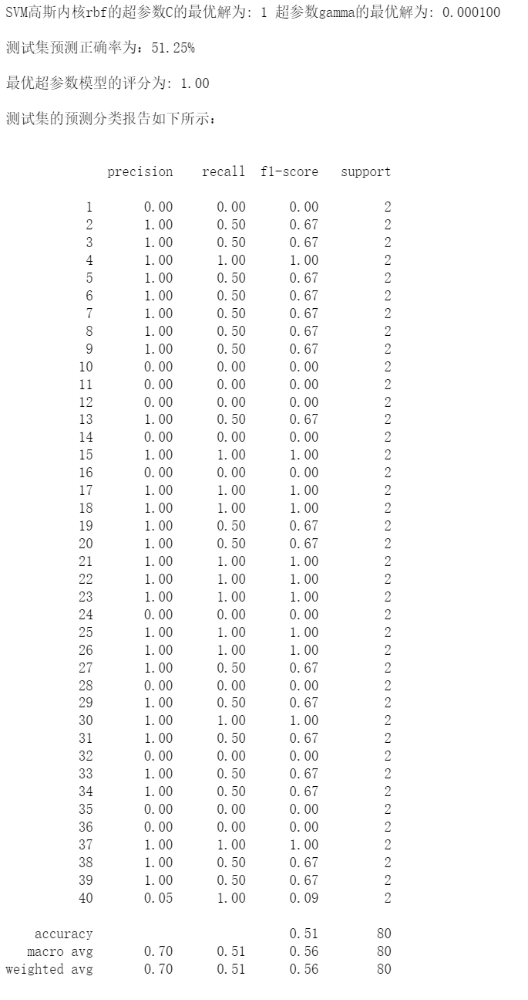 SVM高斯内核rbf的超参数C的最优解为: 1 超参数gamma的最优解为: 0.000100
测试集预测正确率为：51.25%
最优超参数模型的评分为: 1.00
测试集的预测分类报告如下所示：
precision recall f1-score support
1 0.00 0.00 0.00 2
2 1.00 0.50 0.67 2
3 1.00 0.50 0.67 2
4 1.00 1.00 1.00 2
5 1.00 0.50 0.67 2
6 1.00 0.50 0.67 2
7 1.00 0.50 0.67 2
8 1.00 0.50 0.67 2
9 1.00 0.50 0.67 2
10 0.00 0.00 0.00 2
11 0.00 0.00 0.00 2
12 0.00 0.00 0.00 2
13 1.00 0.50 0.67 2
14 0.00 0.00 0.00 2
15 1.00 1.00 1.00 2
16 0.00 0.00 0.00 2
17 1.00 1.00 1.00 2
18 1.00 1.00 1.00 2
19 1.00 0.50 0.67 2
20 1.00 0.50 0.67 2
21 1.00 1.00 1.00 2
22 1.00 1.00 1.00 2
23 1.00 1.00 1.00 2
24 0.00 0.00 0.00 2
25 1.00 1.00 1.00 2
26 1.00 1.00 1.00 2
27 1.00 0.50 0.67 2
28 0.00 0.00 0.00 2
29 1.00 0.50 0.67 2
30 1.00 1.00 1.00 2
31 1.00 0.50 0.67 2
32 0.00 0.00 0.00 2
33 1.00 0.50 0.67 2
34 1.00 0.50 0.67 2
35 0.00 0.00 0.00 2
36 0.00 0.00 0.00 2
37 1.00 1.00 1.00 2
38 1.00 0.50 0.67 2
39 1.00 0.50 0.67 2
40 0.05 1.00 0.09 2
accuracy 0.51 80
macro avg 0.70 0.51 0.56 80
weighted avg 0.70 0.51 0.56 80